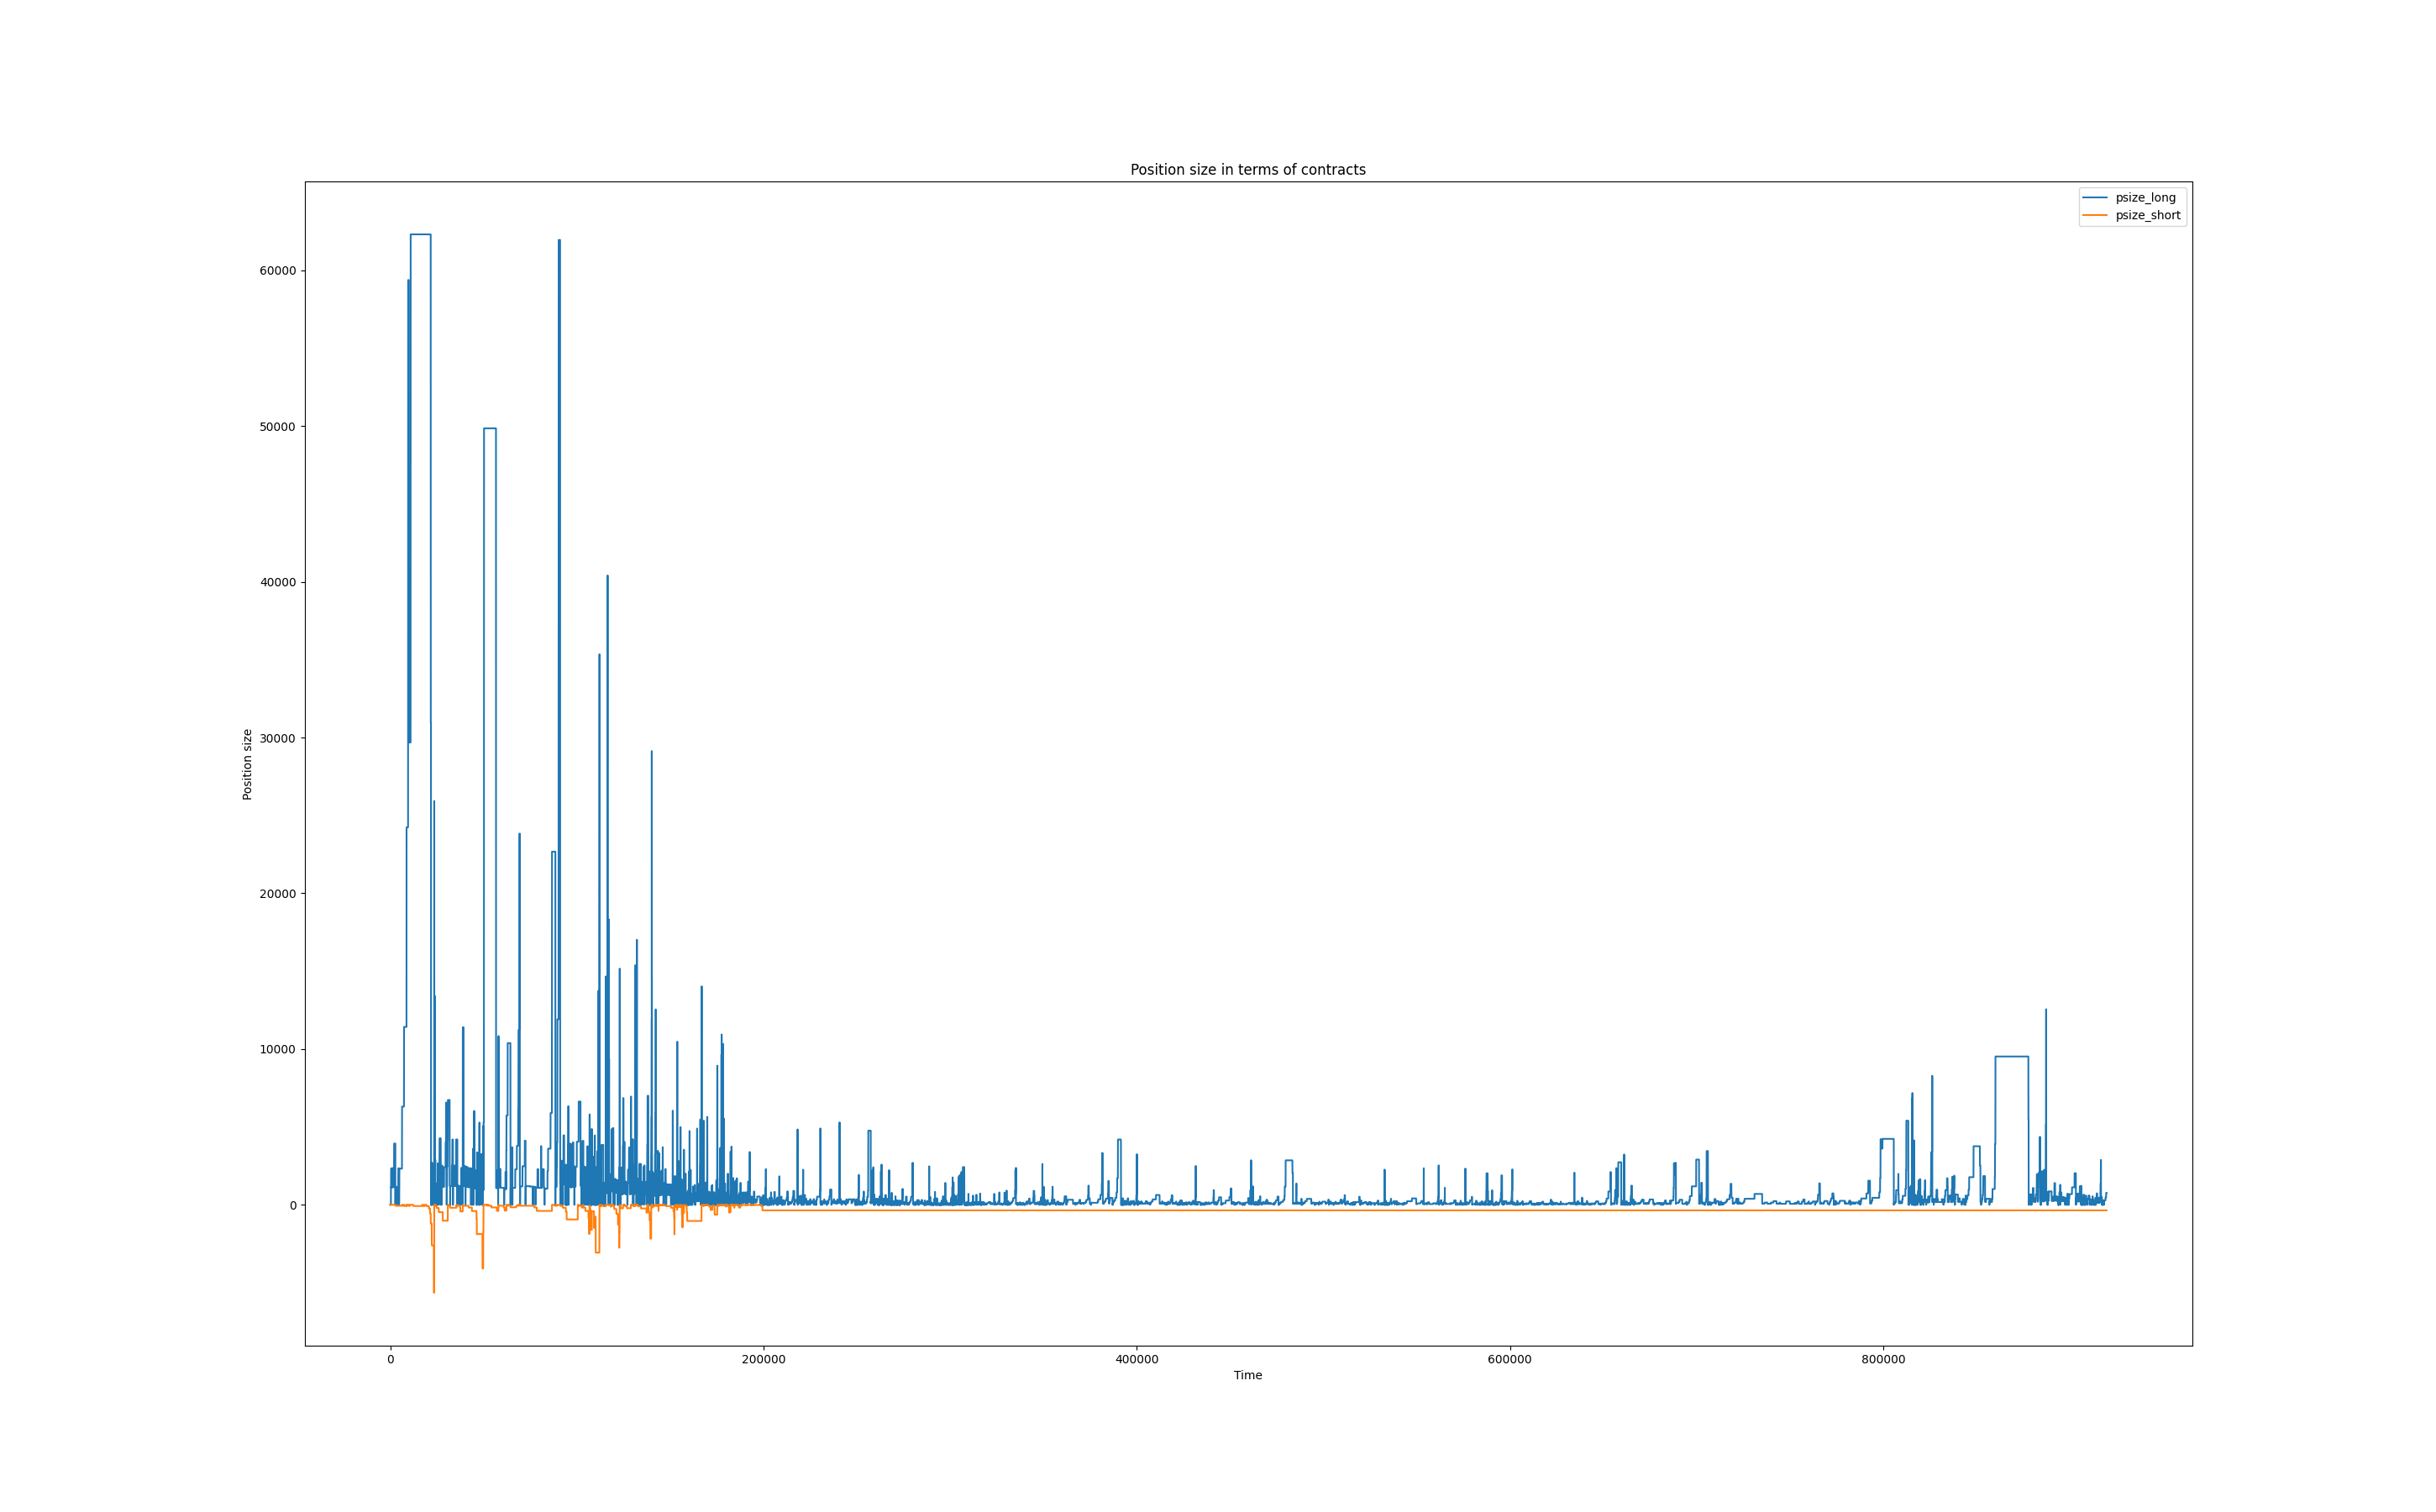 Position size in terms of contracts
psize_long
psize_short
Position size
60000
50000
40000
30000
20000
10000
0
0
200000
400000
600000
800000
Time